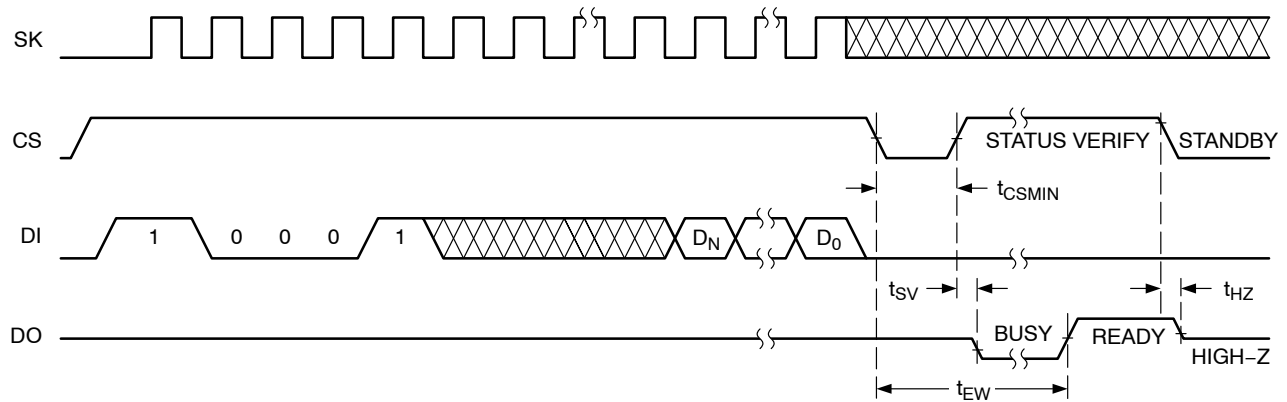 SK
CS
STATUS VERIFY
STANDBY
tCSMIN
DI
1
0
0
0
1
DN
D0
tSV
tHZ
DO
BUSY
READY
HIGH–Z
tEW